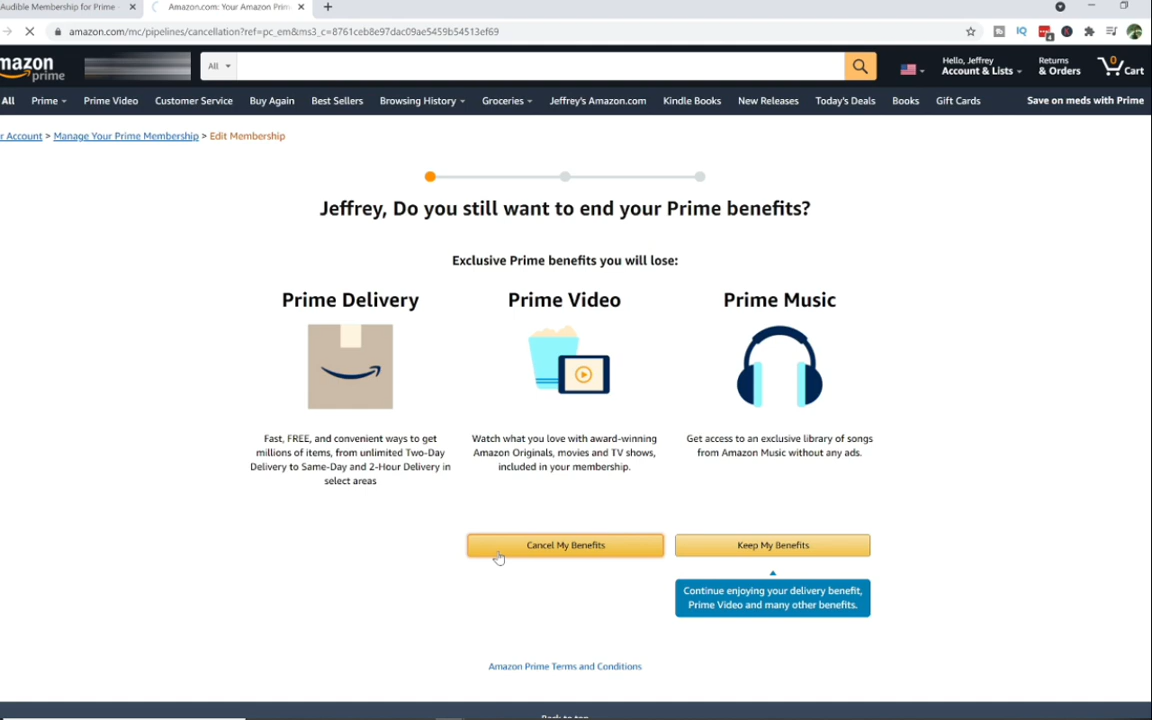 Audible Membership for Prime
Amazon.com: Your Amazon Prim
amazon.com/mc/pipelines/cancellation?ref=pc_em&ms3_c=8761ceb8e97dac09ae5459b54513ef69
IQ
mazon
prime
All
Hello, Jeffrey
Account & Lists
Returns
& Orders
0
Cart
All Prime Prime Video Customer Service Buy Again Best Sellers Browsing History Groceries Jeffrey's Amazon.com Kindle Books New Releases Today's Deals Books Gift Cards Save on meds with Prime
r Account > Manage Your Prime Membership > Edit Membership
Jeffrey, Do you still want to end your Prime benefits?
Exclusive Prime benefits you will lose:
Prime Delivery
Fast, FREE, and convenient ways to get
millions of items, from unlimited Two-Day
Delivery to Same-Day and 2-Hour Delivery in
select areas
Prime Video
Watch what you love with award-winning
Amazon Originals, movies and TV shows,
included in your membership.
Prime Music
Get access to an exclusive library of songs
from Amazon Music without any ads.
Cancel My Benefits
Keep My Benefits
Continue enjoying your delivery benefit,
Prime Video and many other benefits.
Amazon Prime Terms and Conditions
Back to top